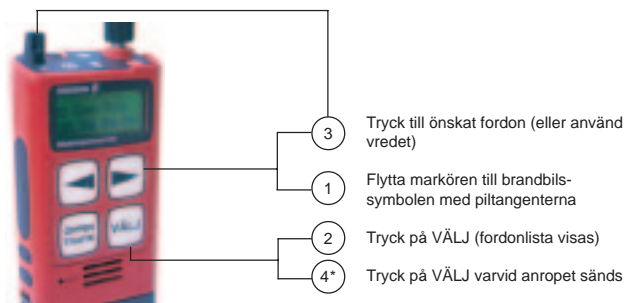 3
Tryck till önskat fordon (eller använd
vredet)
1
Flytta markören till brandbils-
symbolen med piltangenterna
VÄLJ
2
Tryck på VÄLJ (fordonlista visas)
4*
Tryck på VÄLJ varvid anropet sänds